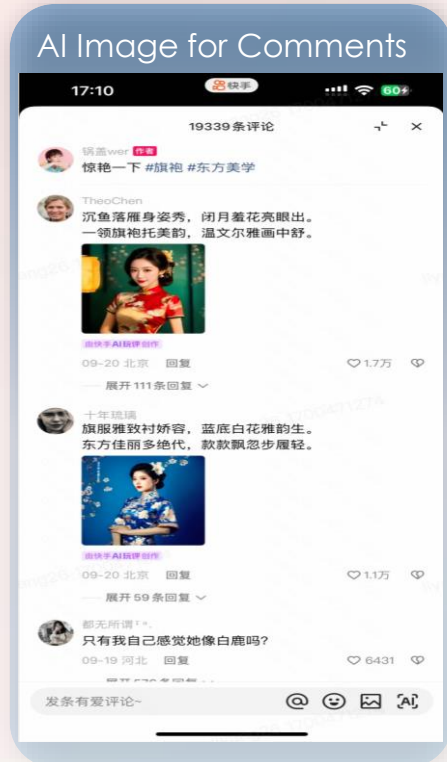 AI Image for Comments
17:10
快手
60
19339条评论
锅盖wer 作者
惊艳一下 #旗袍 #东方美学
TheoChen
沉鱼落雁身姿秀，闭月羞花亮眼出。
一领旗袍托美韵，温文尔雅画中舒。
由快手AI玩评创作
09-20 北京 回复
1.7万
展开111条回复
十年琉璃
旗服雅致衬娇容，蓝底白花雅韵生。
东方佳丽多绝代，款款飘忽步履轻。
由快手AI玩评创作
09-20 北京 回复
1.1万
展开59条回复
都无所谓
只有我自己感觉她像白鹿吗?
09-19 河北 回复
6431
发条有爱评论~
@
AI